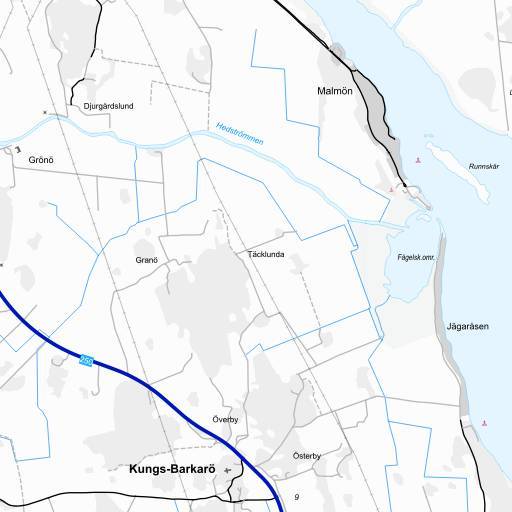 Malmön
Djurgårdslund
Hedströmmen
Grönö
Runnskär
Granö
Täcklunda
Fågelsk.omr.
Jägaråsen
250
Överby
Österby
Kungs-Barkarö
9